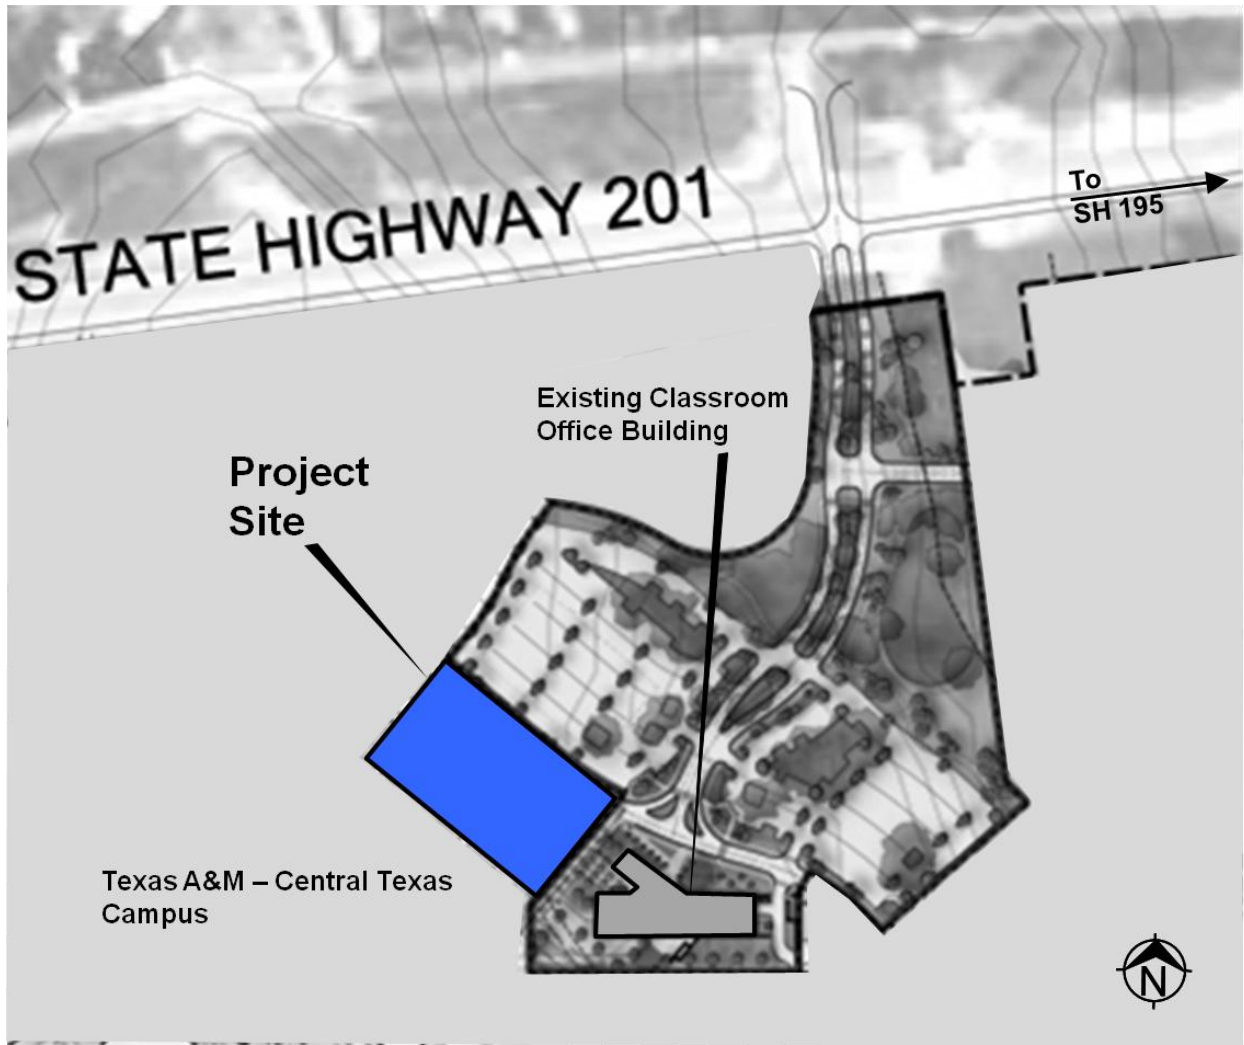 STATE HIGHWAY 201
To
SH 195
Existing Classroom
Office Building
Project
Site
Texas A&M – Central Texas
Campus
N